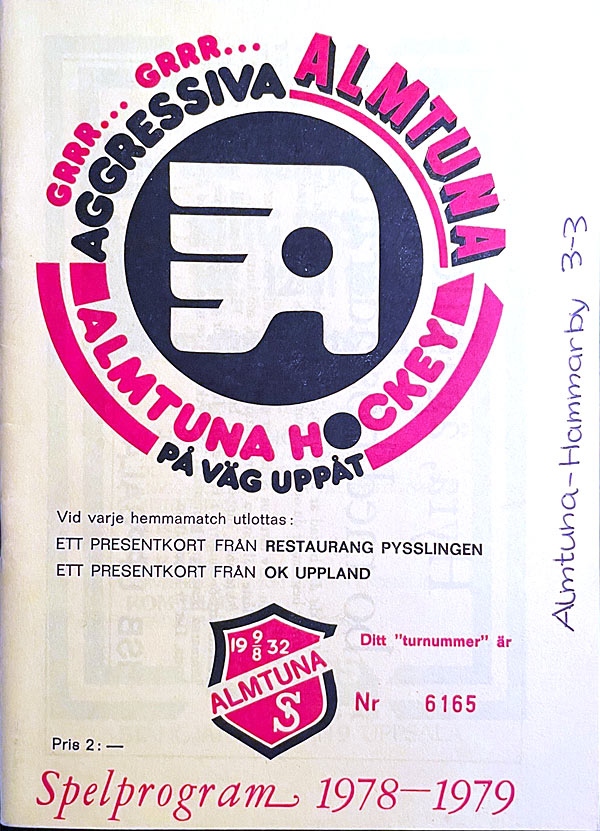 GRRR... GRRR...
AGGRESSIVA ALMTUNA
ALMTUNA HOCKEY
PÅ VÄG UPPÅT
Almtuna-Hammarby 3-3
Vid varje hemmamatch utlottas:
ETT PRESENTKORT FRÅN RESTAURANG PYSSLINGEN
ETT PRESENTKORT FRÅN OK UPPLAND
19 9/8 32
ALMTUNA
S
Ditt "turnummer" är
Nr 6165
Pris 2:—
Spelprogram 1978—1979